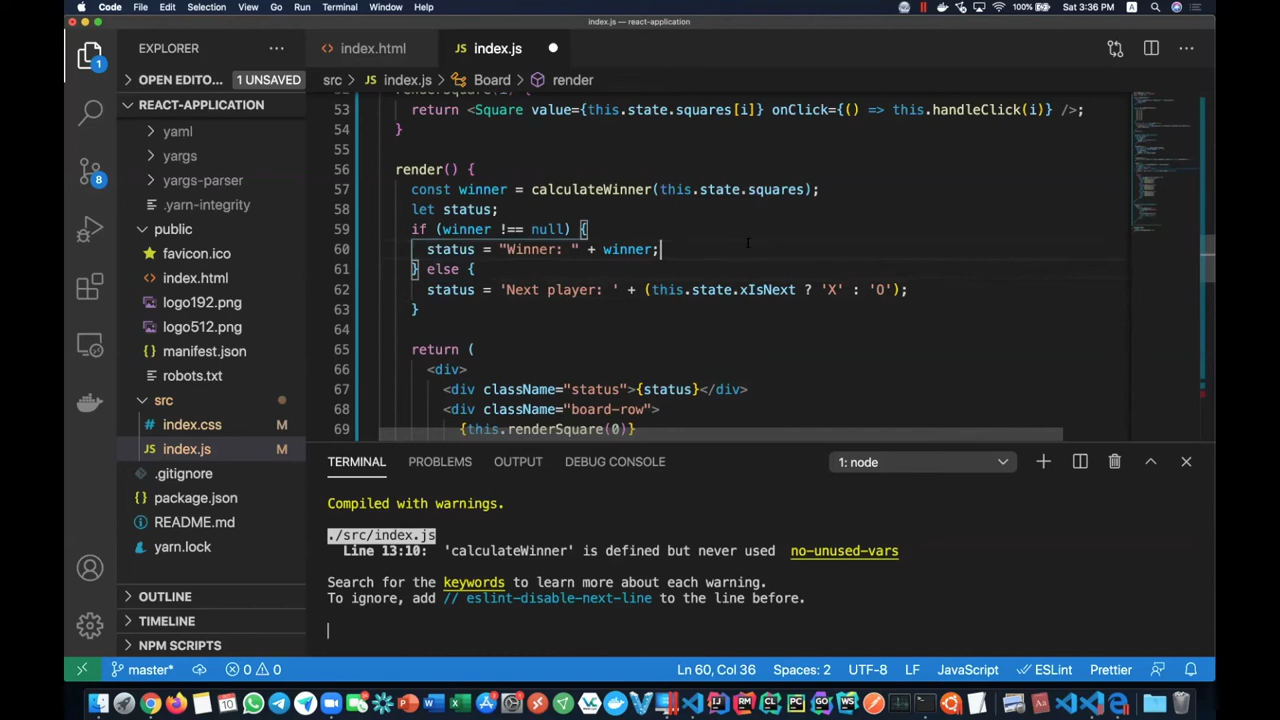 Code File Edit Selection View Go Run Terminal Window Help 100% Sat 3:36 PM A
index.js — react-application
EXPLORER
OPEN EDITO... 1 UNSAVED
REACT-APPLICATION
yaml
yargs
yargs-parser
.yarn-integrity
public
favicon.ico
index.html
logo192.png
logo512.png
manifest.json
robots.txt
src
index.css M
index.js M
.gitignore
package.json
README.md
yarn.lock
OUTLINE
TIMELINE
NPM SCRIPTS
1
8
index.html JS index.js
src > JS index.js > Board > render
53 return <Square value={this.state.squares[i]} onClick={() => this.handleClick(i)} />;
54 }
55
56 render() {
57 const winner = calculateWinner(this.state.squares);
58 let status;
59 if (winner !== null) {
60 status = "Winner: " + winner;
61 } else {
62 status = 'Next player: ' + (this.state.xIsNext ? 'X' : 'O');
63 }
64
65 return (
66 <div>
67 <div className="status">{status}</div>
68 <div className="board-row">
69 {this.renderSquare(0)}
TERMINAL PROBLEMS OUTPUT DEBUG CONSOLE 1: node
Compiled with warnings.
./src/index.js
Line 13:10: 'calculateWinner' is defined but never used no-unused-vars
Search for the keywords to learn more about each warning.
To ignore, add // eslint-disable-next-line to the line before.
master* 0 0 Ln 60, Col 36 Spaces: 2 UTF-8 LF JavaScript ESLint Prettier